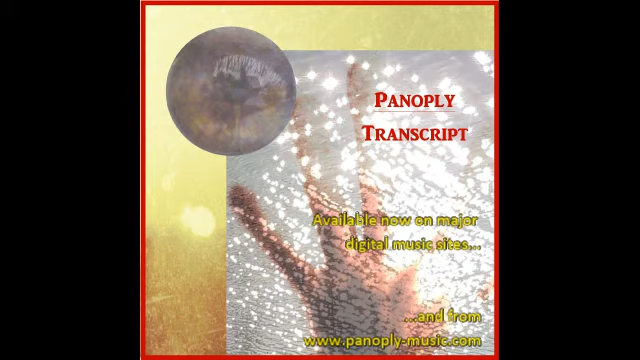 Panoply
Transcript
Available now on major
digital music sites...
...and from
www.panoply-music.com